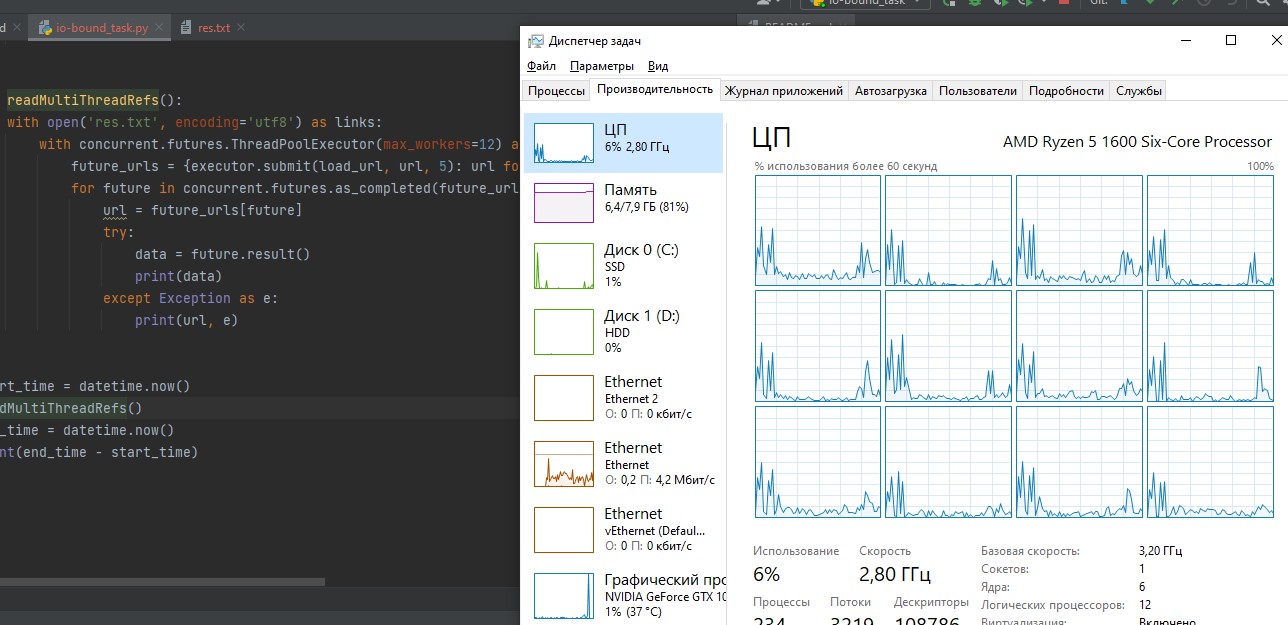 io-bound_task
Git:
d
io-bound_task.py
res.txt
readMultiThreadRefs():
with open('res.txt', encoding='utf8') as links:
with concurrent.futures.ThreadPoolExecutor(max_workers=12) a
future_urls = {executor.submit(load_url, url, 5): url fo
for future in concurrent.futures.as_completed(future_url
url = future_urls[future]
try:
data = future.result()
print(data)
except Exception as e:
print(url, e)
rt_time = datetime.now()
dMultiThreadRefs()
_time = datetime.now()
nt(end_time - start_time)
Диспетчер задач
Файл Параметры Вид
Процессы Производительность Журнал приложений Автозагрузка Пользователи Подробности Службы
ЦП
6% 2,80 ГГц
Память
6,4/7,9 ГБ (81%)
Диск 0 (C:)
SSD
1%
Диск 1 (D:)
HDD
0%
Ethernet
Ethernet 2
О: 0 П: 0 кбит/с
Ethernet
Ethernet
О: 0,2 П: 4,2 Мбит/с
Ethernet
vEthernet (Defaul...
О: 0 П: 0 кбит/с
Графический про
NVIDIA GeForce GTX 10
1% (37 °C)
ЦП
AMD Ryzen 5 1600 Six-Core Processor
% использования более 60 секунд
100%
Использование Скорость
6% 2,80 ГГц
Процессы Потоки Дескрипторы
234 3219 108786
Базовая скорость: 3,20 ГГц
Сокетов: 1
Ядра: 6
Логических процессоров: 12
Виртуализация: Включено